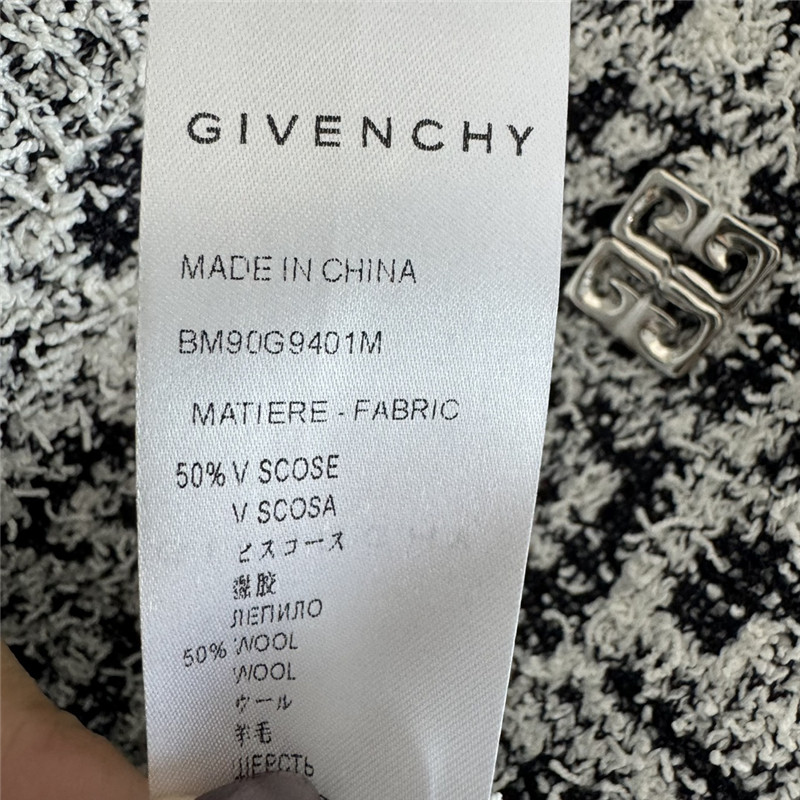 GIVENCHY
MADE IN CHINA
BM90G9401M
MATIERE - FABRIC
50% V SCOSE
V SCOSA
ビスコース
胶
ЛЕПИЛО
50% WOOL
WOOL
ウール
羊毛
ШЕРСТЬ